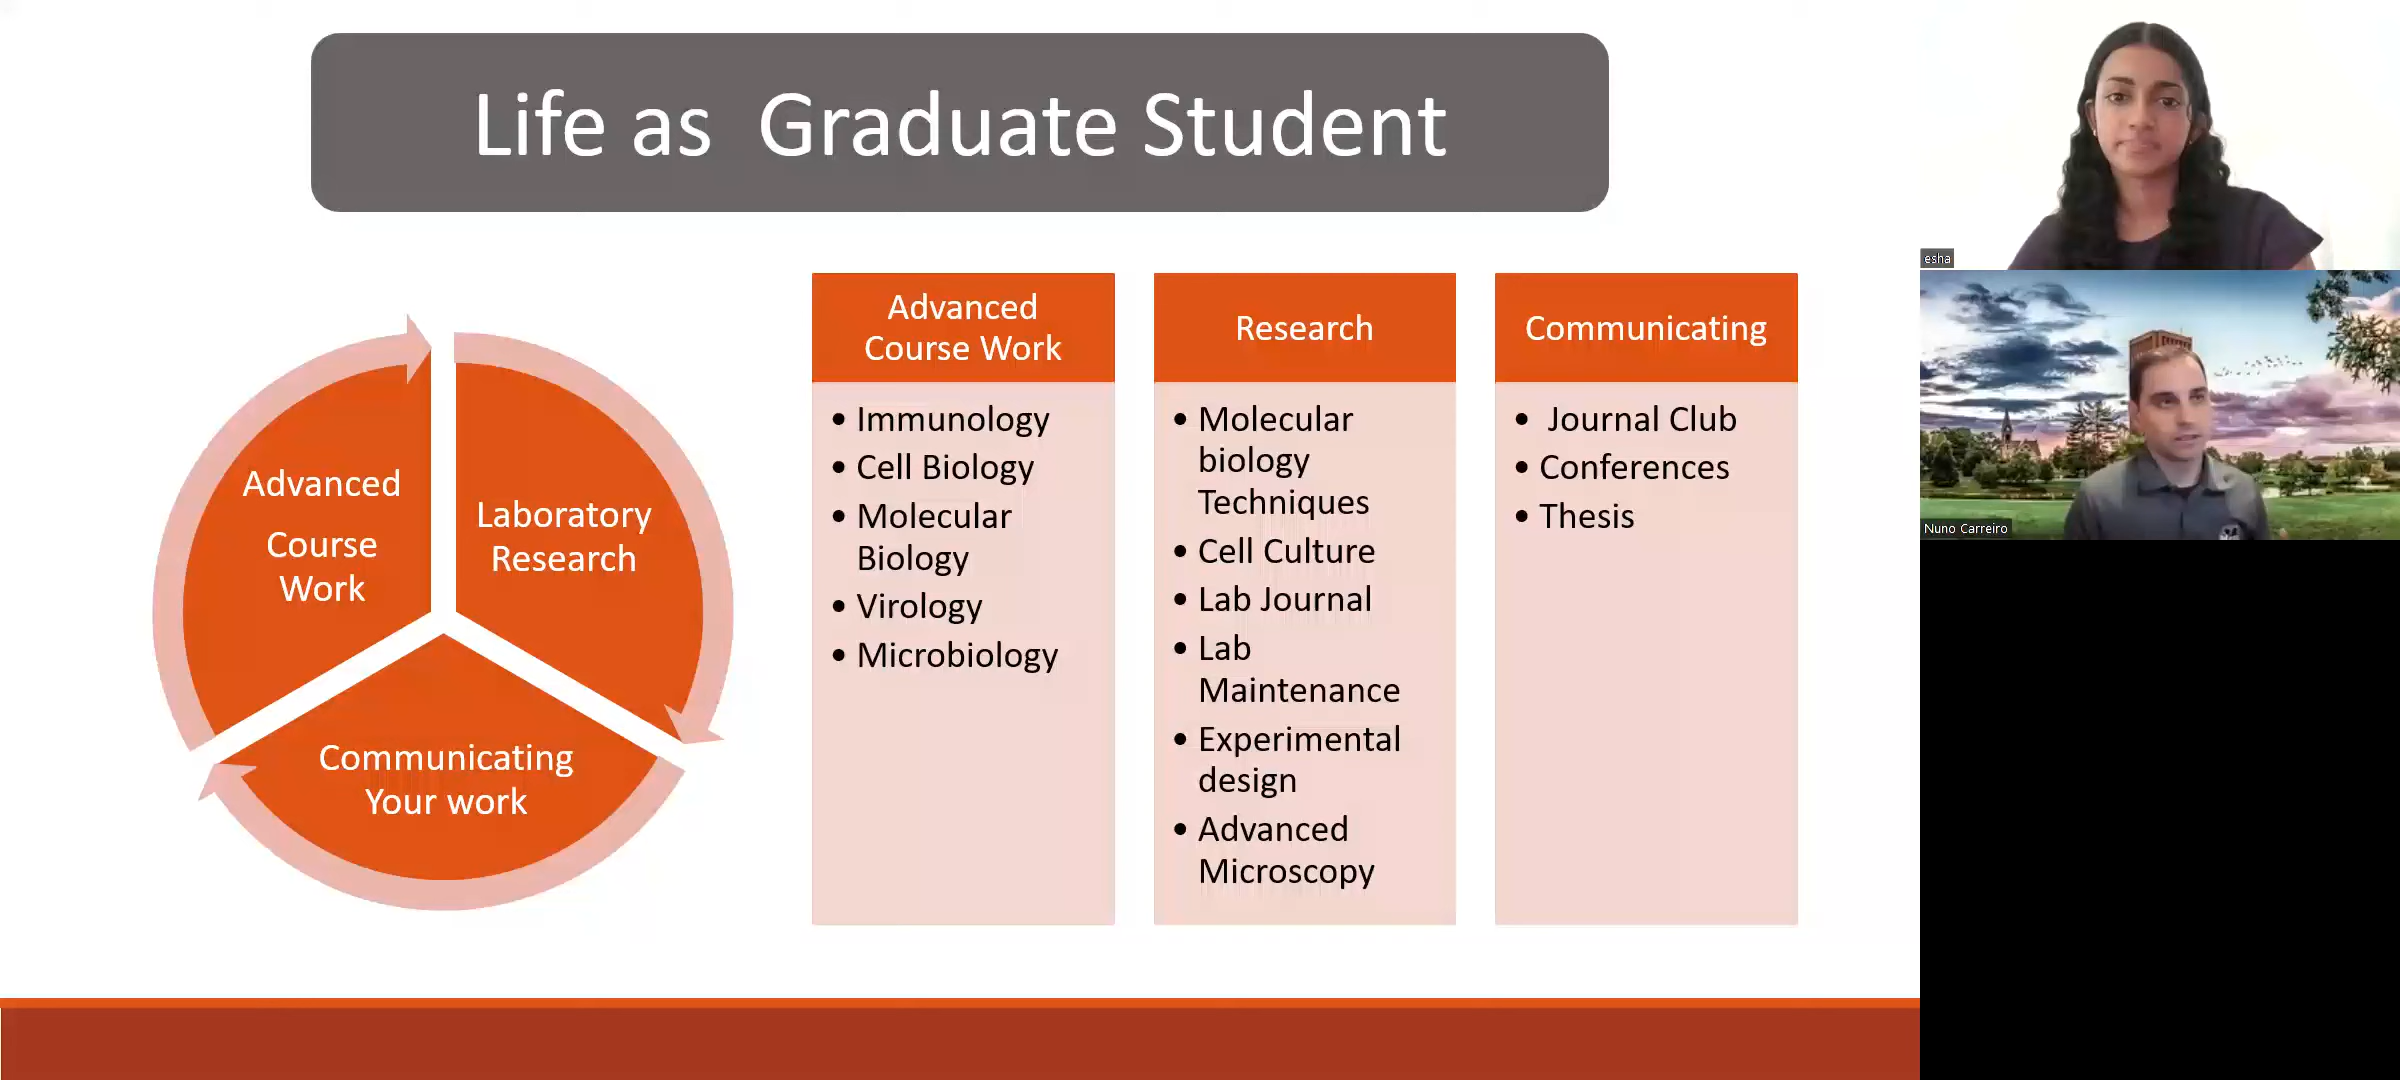 Life as  Graduate Student
Advanced
Course
Work
Laboratory
Research
Communicating
Your work
Advanced
Course Work
• Immunology
• Cell Biology
• Molecular
Biology
• Virology
• Microbiology
Research
• Molecular
biology
Techniques
• Cell Culture
• Lab Journal
• Lab
Maintenance
• Experimental
design
• Advanced
Microscopy
Communicating
• Journal Club
• Conferences
• Thesis
esha
Nuno Carreiro